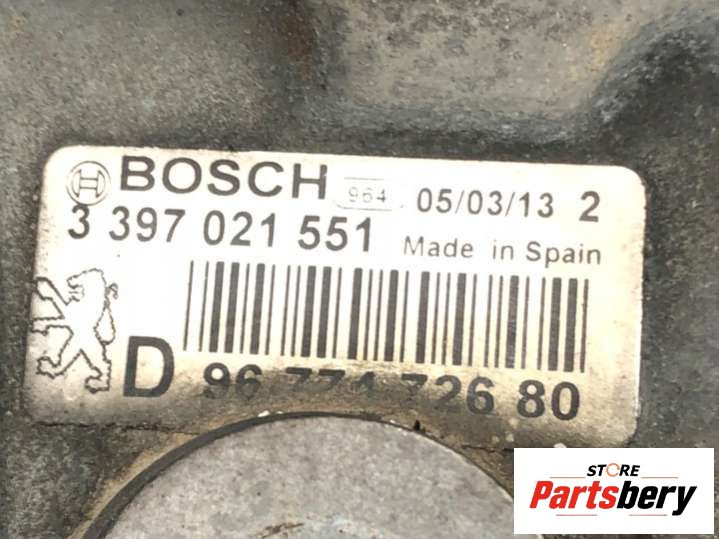 BOSCH 964 05/03/13 2
3 397 021 551 Made in Spain
D 96 774 726 80
STORE
Partsbery